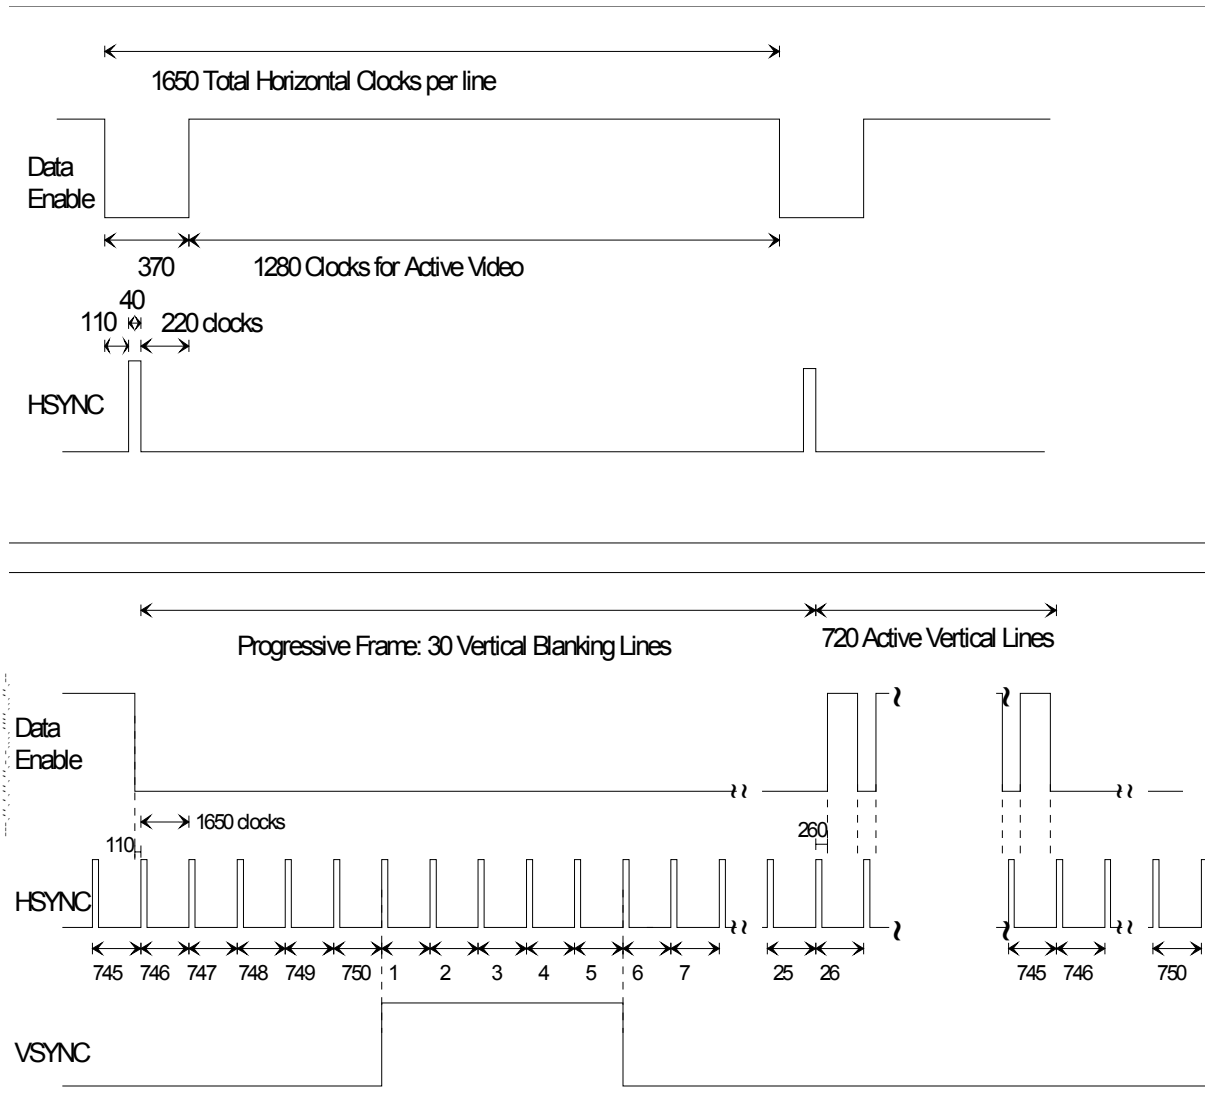 1650 Total Horizontal Clocks per line
Data
Enable
370
1280 Clocks for Active Video
40
110
220 clocks
HSYNC
Progressive Frame: 30 Vertical Blanking Lines
720 Active Vertical Lines
Data
Enable
1650 clocks
110
260
HSYNC
745 746 747 748 749 750 1 2 3 4 5 6 7 25 26 745 746 750
VSYNC